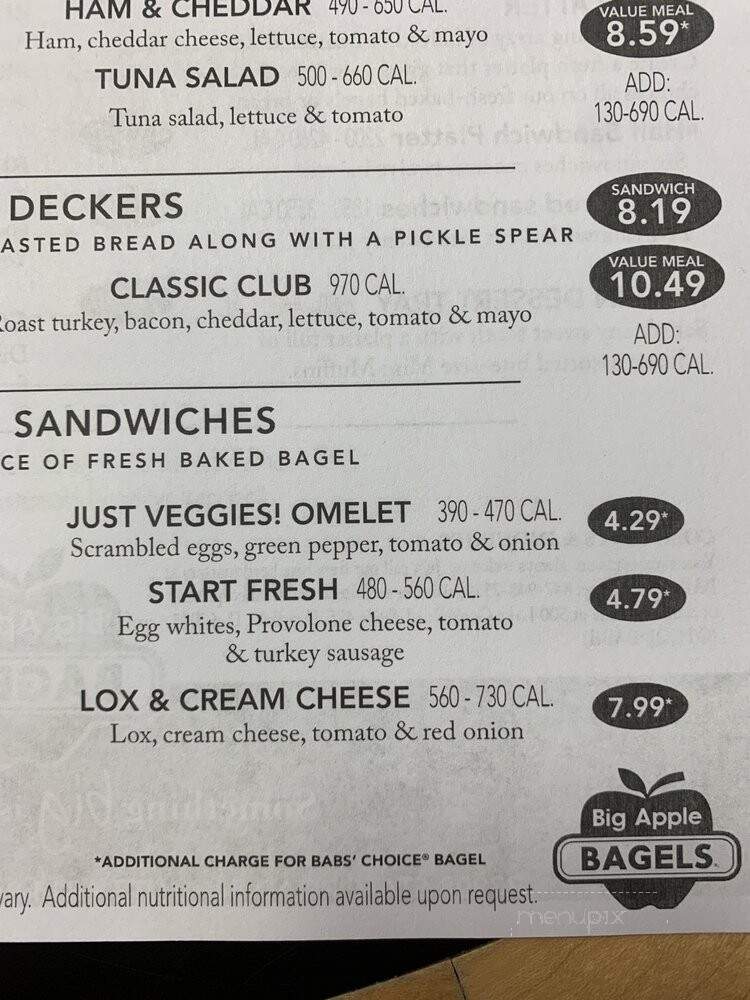 HAM & CHEDDAR 490 - 650 CAL.
Ham, cheddar cheese, lettuce, tomato & mayo
VALUE MEAL
8.59*
TUNA SALAD 500 - 660 CAL.
Tuna salad, lettuce & tomato
ADD:
130-690 CAL.
DECKERS
ASTED BREAD ALONG WITH A PICKLE SPEAR
SANDWICH
8.19
CLASSIC CLUB 970 CAL.
Roast turkey, bacon, cheddar, lettuce, tomato & mayo
VALUE MEAL
10.49
ADD:
130-690 CAL.
SANDWICHES
CE OF FRESH BAKED BAGEL
JUST VEGGIES! OMELET 390 - 470 CAL.
4.29*
Scrambled eggs, green pepper, tomato & onion
START FRESH 480 - 560 CAL.
4.79*
Egg whites, Provolone cheese, tomato
& turkey sausage
LOX & CREAM CHEESE 560 - 730 CAL.
7.99*
Lox, cream cheese, tomato & red onion
Big Apple
BAGELS
*ADDITIONAL CHARGE FOR BABS' CHOICE® BAGEL
vary. Additional nutritional information available upon request.
menupix